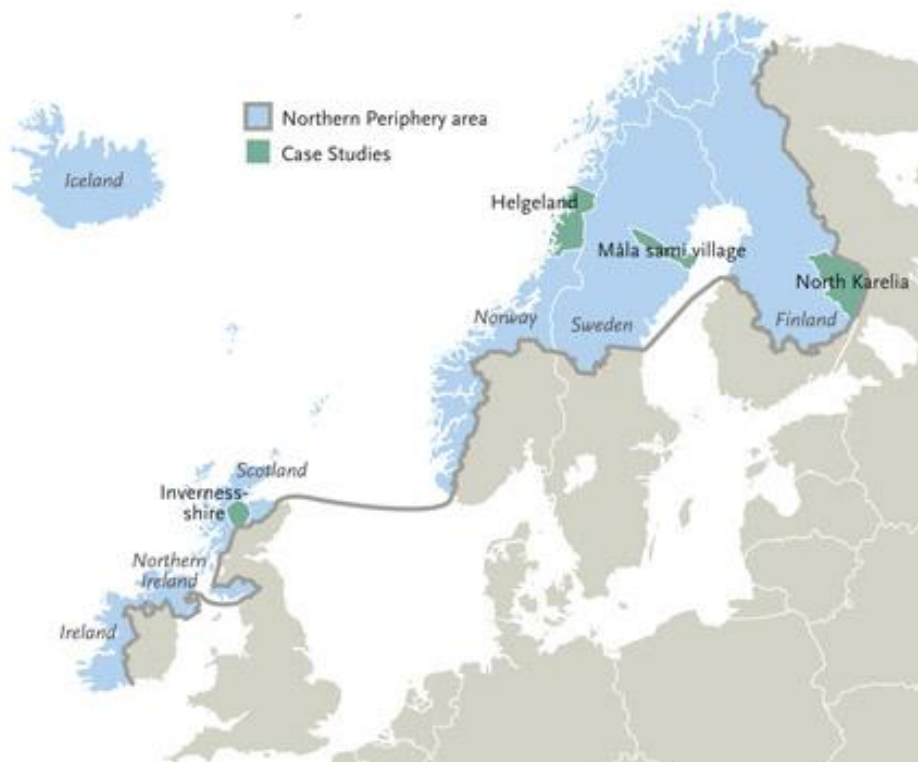 Northern Periphery area
Case Studies
Iceland
Helgeland
Måla sami village
North Karelia
Norway
Sweden
Finland
Scotland
Inverness-
shire
Northern
Ireland
Ireland